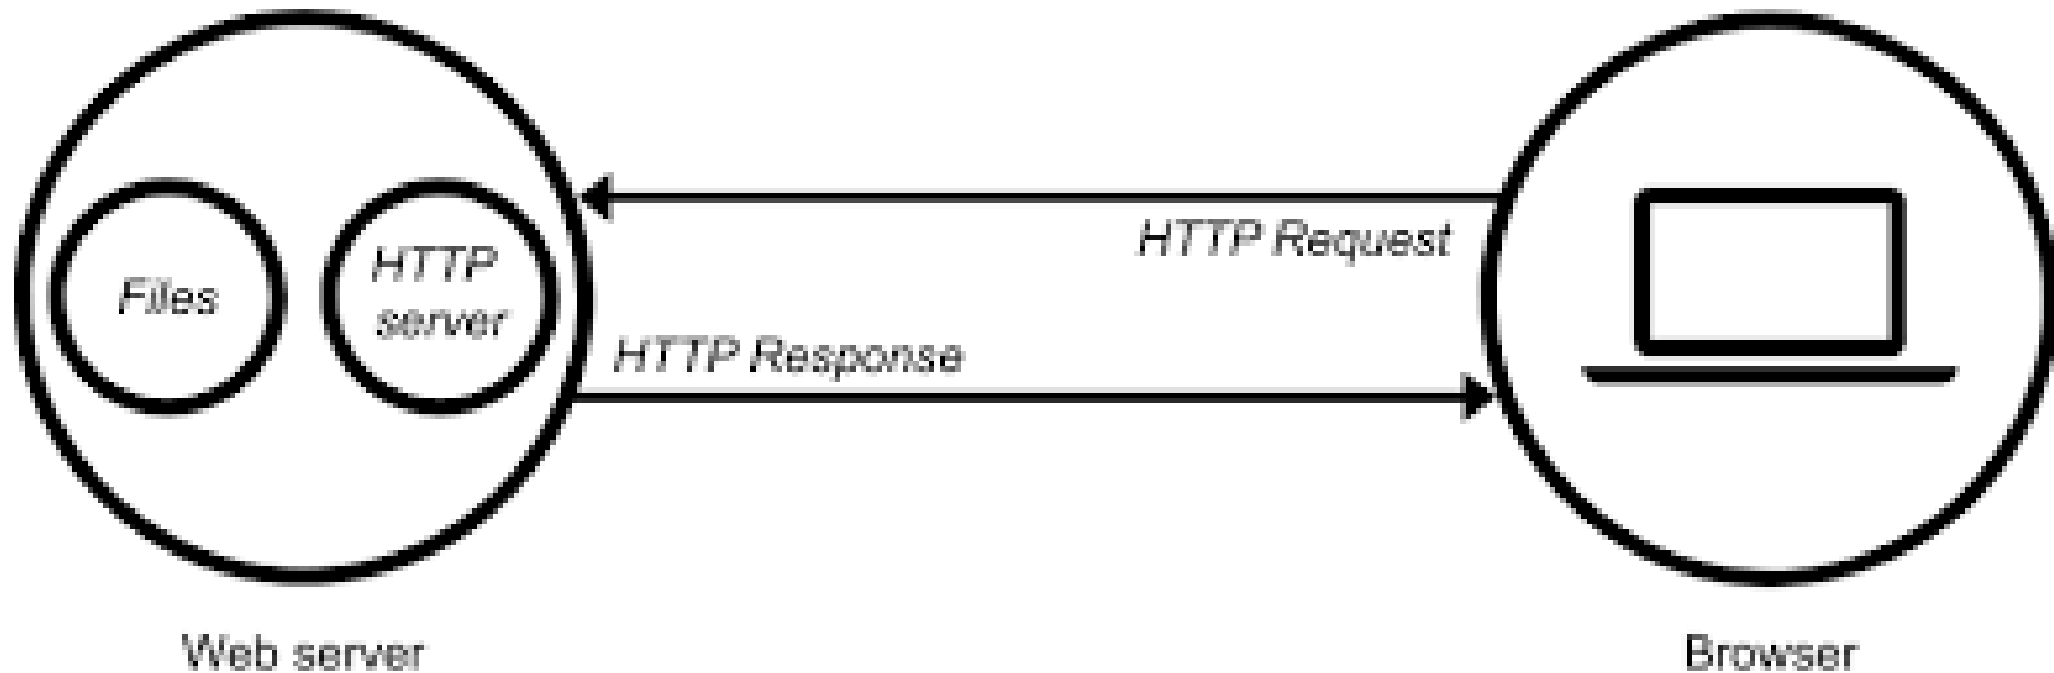 Files
HTTP
server
HTTP Request
HTTP Response
Web server
Browser